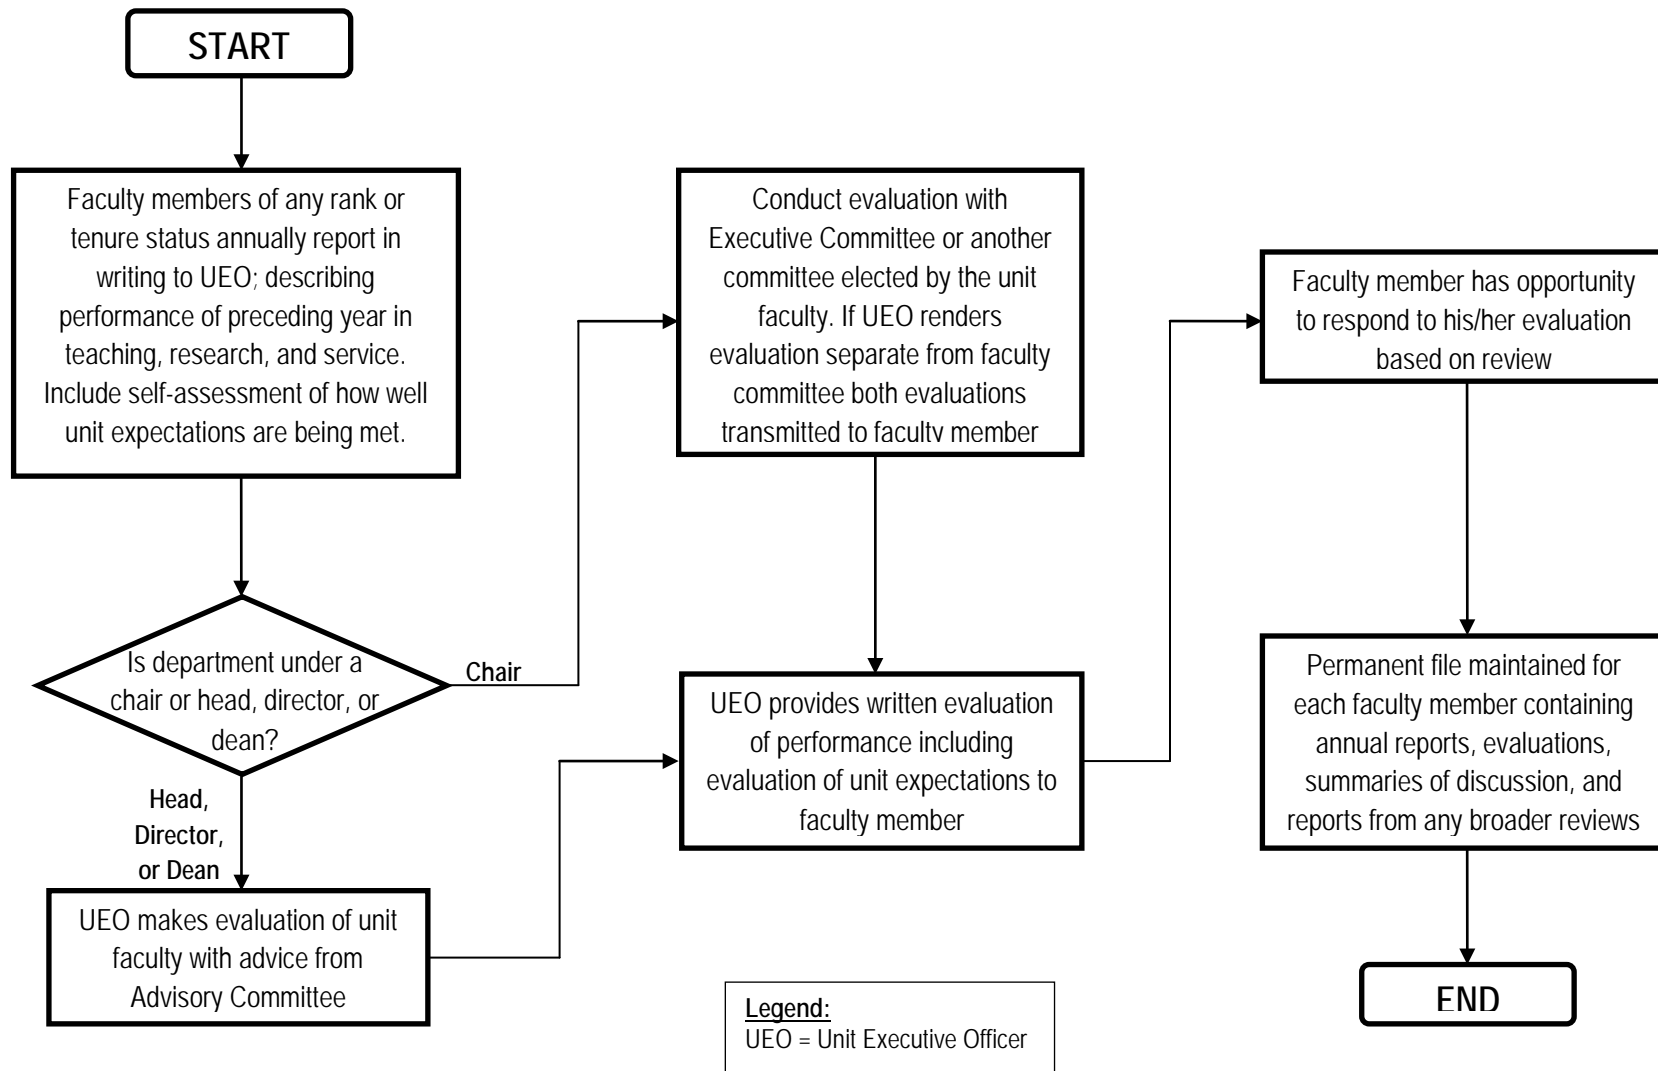 START
Faculty members of any rank or
tenure status annually report in
writing to UEO; describing
performance of preceding year in
teaching, research, and service.
Include self-assessment of how well
unit expectations are being met.
Is department under a
chair or head, director, or
dean?
Chair
Head,
Director,
or Dean
UEO makes evaluation of unit
faculty with advice from
Advisory Committee
Conduct evaluation with
Executive Committee or another
committee elected by the unit
faculty. If UEO renders
evaluation separate from faculty
committee both evaluations
transmitted to faculty member
UEO provides written evaluation
of performance including
evaluation of unit expectations to
faculty member
Faculty member has opportunity
to respond to his/her evaluation
based on review
Permanent file maintained for
each faculty member containing
annual reports, evaluations,
summaries of discussion, and
reports from any broader reviews
END
Legend:
UEO = Unit Executive Officer